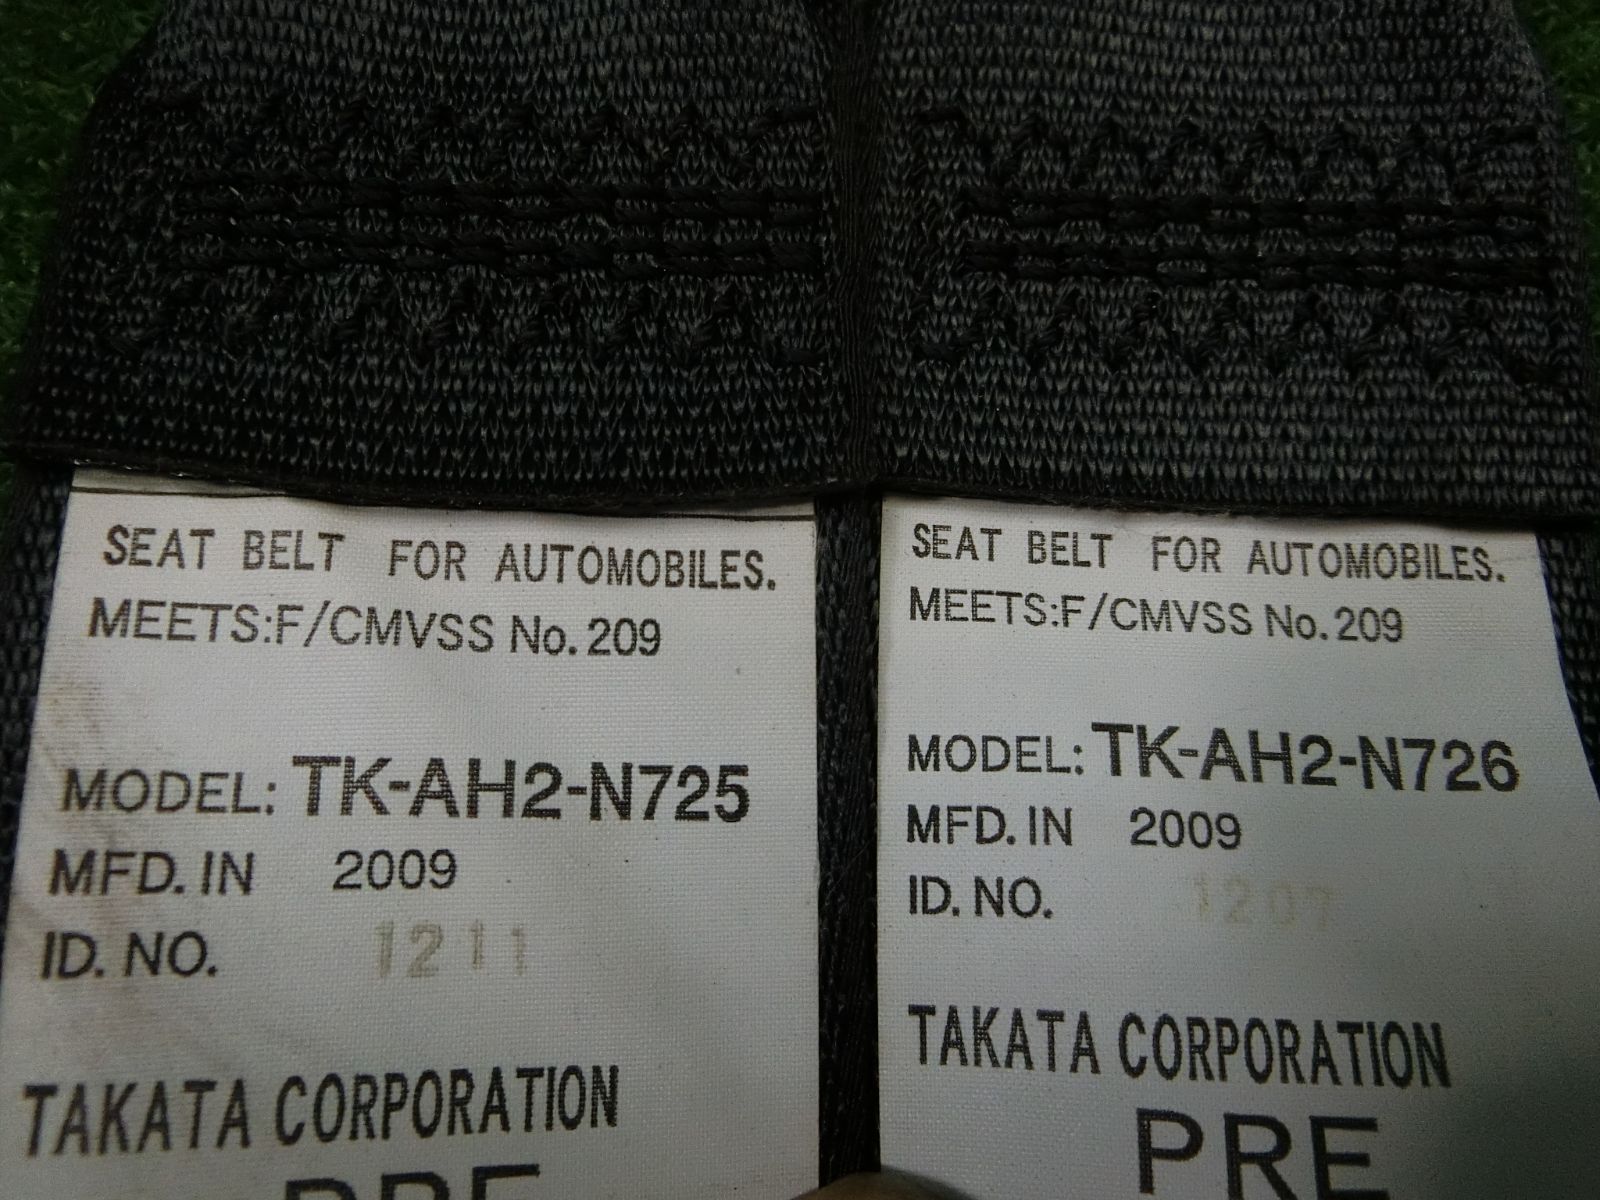 SEAT BELT FOR AUTOMOBILES.
MEETS:F/CMVSS No. 209
MODEL: TK-AH2-N725
MFD. IN 2009
ID. NO. 1211
TAKATA CORPORATION
PRE
SEAT BELT FOR AUTOMOBILES.
MEETS:F/CMVSS No. 209
MODEL: TK-AH2-N726
MFD. IN 2009
ID. NO. 1207
TAKATA CORPORATION
PRE